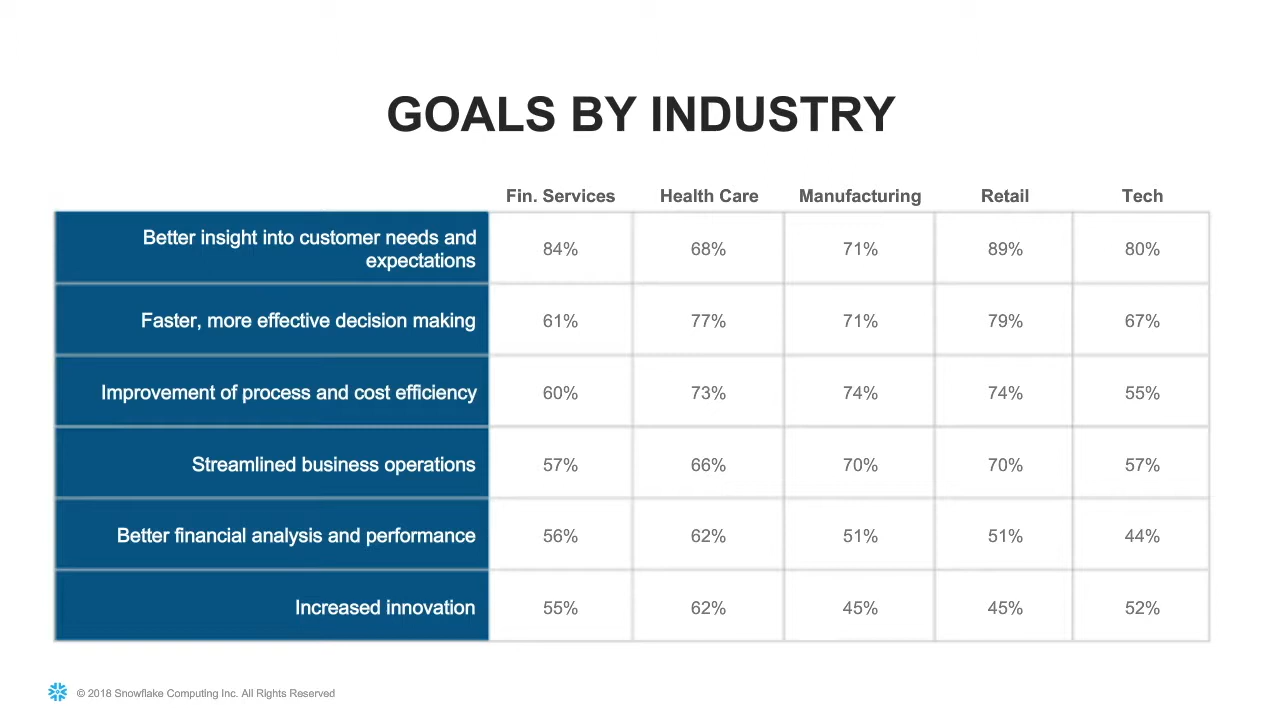 GOALS BY INDUSTRY
Fin. Services Health Care Manufacturing Retail Tech
Better insight into customer needs and
expectations 84% 68% 71% 89% 80%
Faster, more effective decision making 61% 77% 71% 79% 67%
Improvement of process and cost efficiency 60% 73% 74% 74% 55%
Streamlined business operations 57% 66% 70% 70% 57%
Better financial analysis and performance 56% 62% 51% 51% 44%
Increased innovation 55% 62% 45% 45% 52%
© 2018 Snowflake Computing Inc. All Rights Reserved